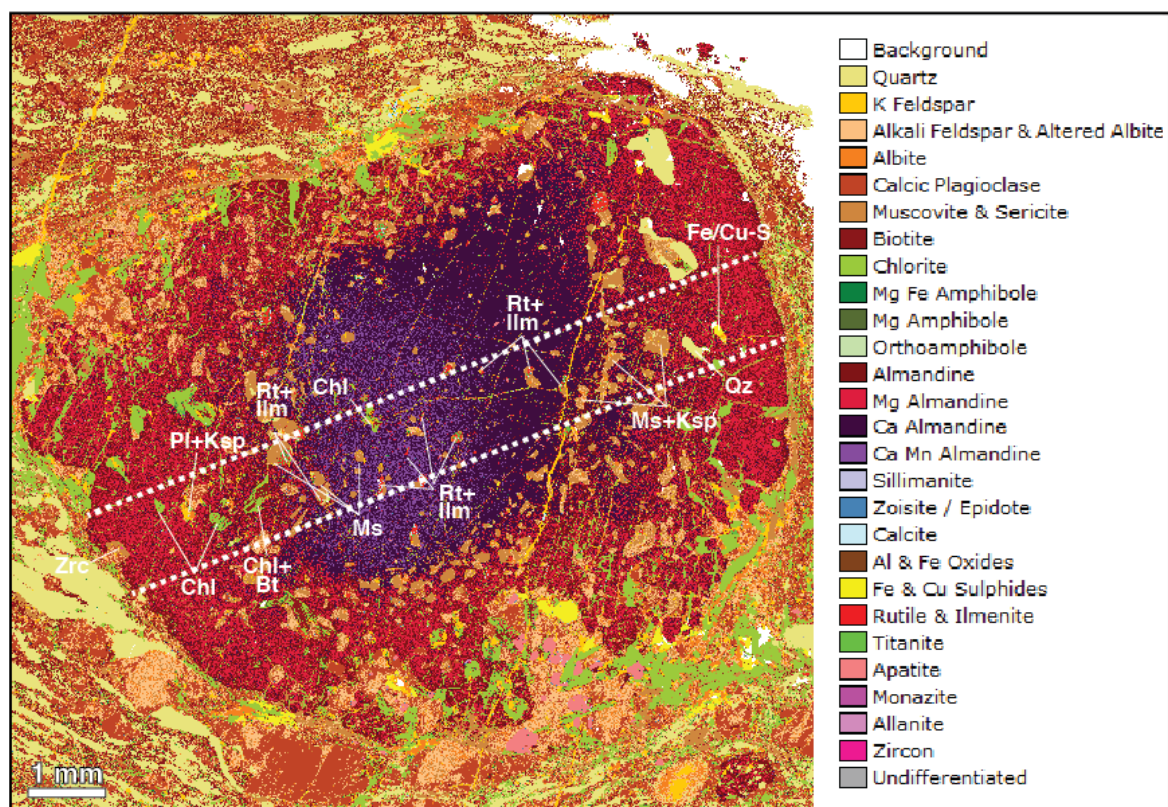 Fe/Cu-S
Rt+
Ilm
Chl
Rt+
Ilm
Qz
Pl+Ksp
Ms+Ksp
Rt+
Ilm
Ms
Zrc
Chl
Chl+
Bt
1 mm
Background
Quartz
K Feldspar
Alkali Feldspar & Altered Albite
Albite
Calcic Plagioclase
Muscovite & Sericite
Biotite
Chlorite
Mg Fe Amphibole
Mg Amphibole
Orthoamphibole
Almandine
Mg Almandine
Ca Almandine
Ca Mn Almandine
Sillimanite
Zoisite / Epidote
Calcite
Al & Fe Oxides
Fe & Cu Sulphides
Rutile & Ilmenite
Titanite
Apatite
Monazite
Allanite
Zircon
Undifferentiated